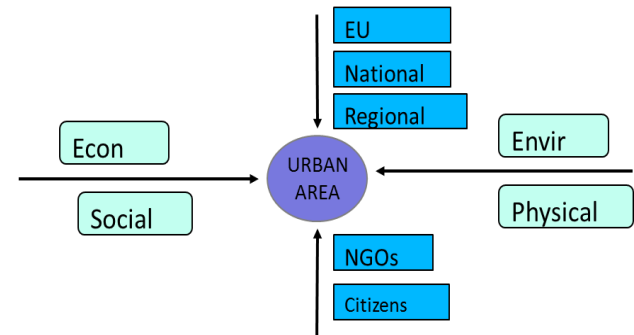 EU
National
Regional
Econ
URBAN
AREA
Envir
Social
Physical
NGOs
Citizens